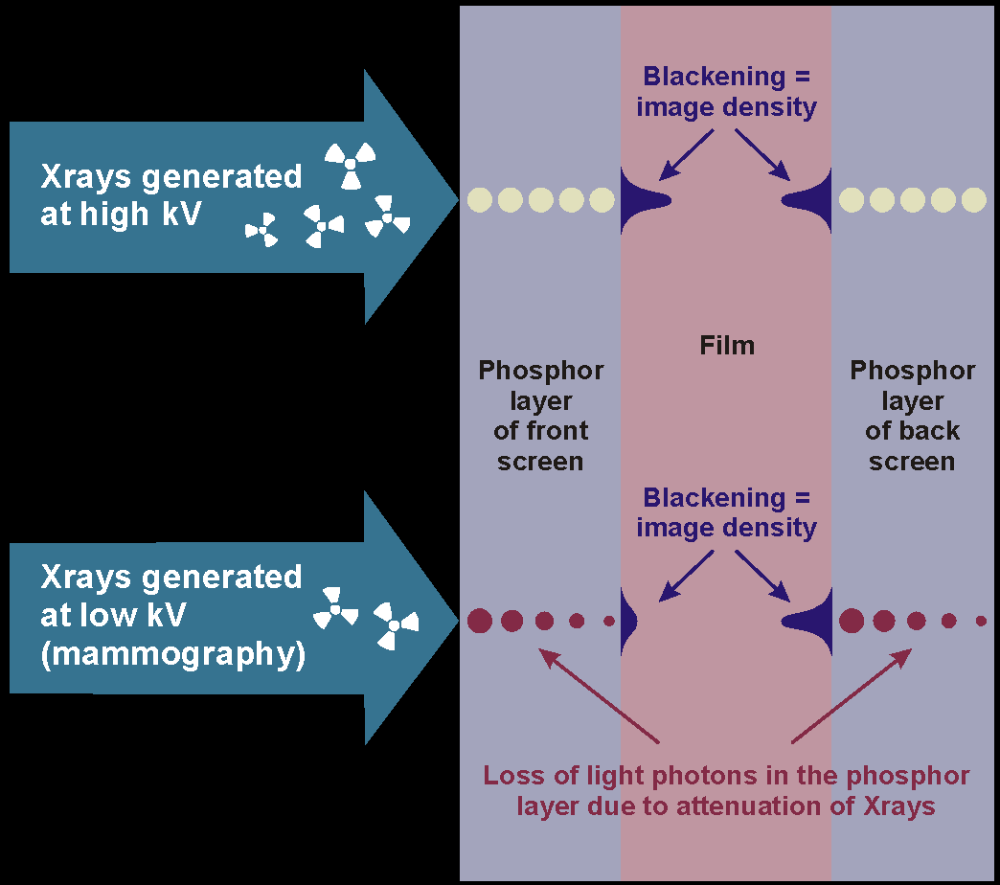 Blackening =
image density
Xrays generated
at high kV
Film
Phosphor
layer
of front
screen
Phosphor
layer
of back
screen
Blackening =
image density
Xrays generated
at low kV
(mammography)
Loss of light photons in the phosphor
layer due to attenuation of Xrays